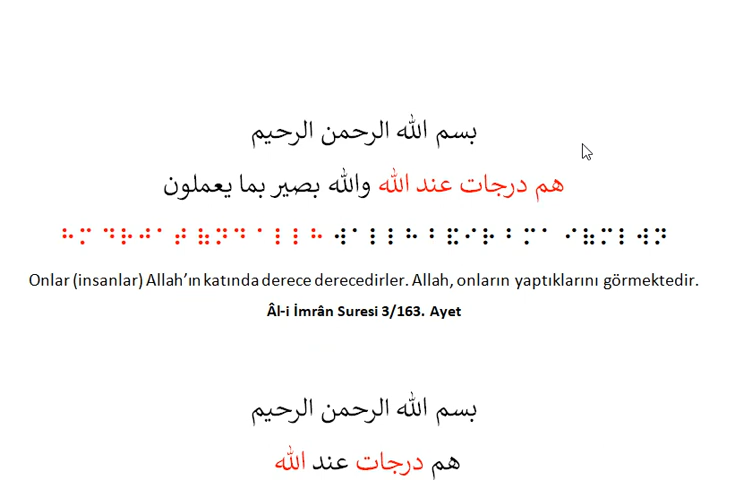 بسم الله الرحمن الرحيم
هم درجات عند الله والله بصير بما يعملون
Onlar (insanlar) Allah’ın katında derece derecedirler. Allah, onların yaptıklarını görmektedir.
Âl-i İmrân Suresi 3/163. Ayet
بسم الله الرحمن الرحيم
هم درجات عند الله